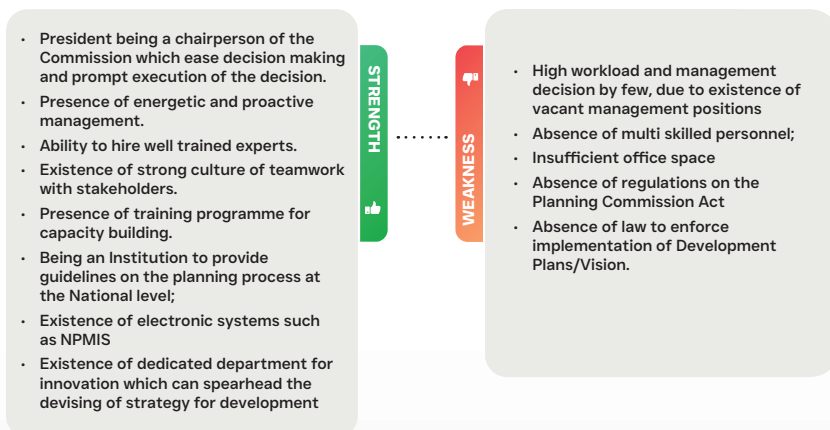 • President being a chairperson of the
Commission which ease decision making
and prompt execution of the decision.
• Presence of energetic and proactive
management.
• Ability to hire well trained experts.
• Existence of strong culture of teamwork
with stakeholders.
• Presence of training programme for
capacity building.
• Being an Institution to provide
guidelines on the planning process at
the National level;
• Existence of electronic systems such
as NPMIS
• Existence of dedicated department for
innovation which can spearhead the
devising of strategy for development
STRENGTH
WEAKNESS
• High workload and management
decision by few, due to existence of
vacant management positions
• Absence of multi skilled personnel;
• Insufficient office space
• Absence of regulations on the
Planning Commission Act
• Absence of law to enforce
implementation of Development
Plans/Vision.